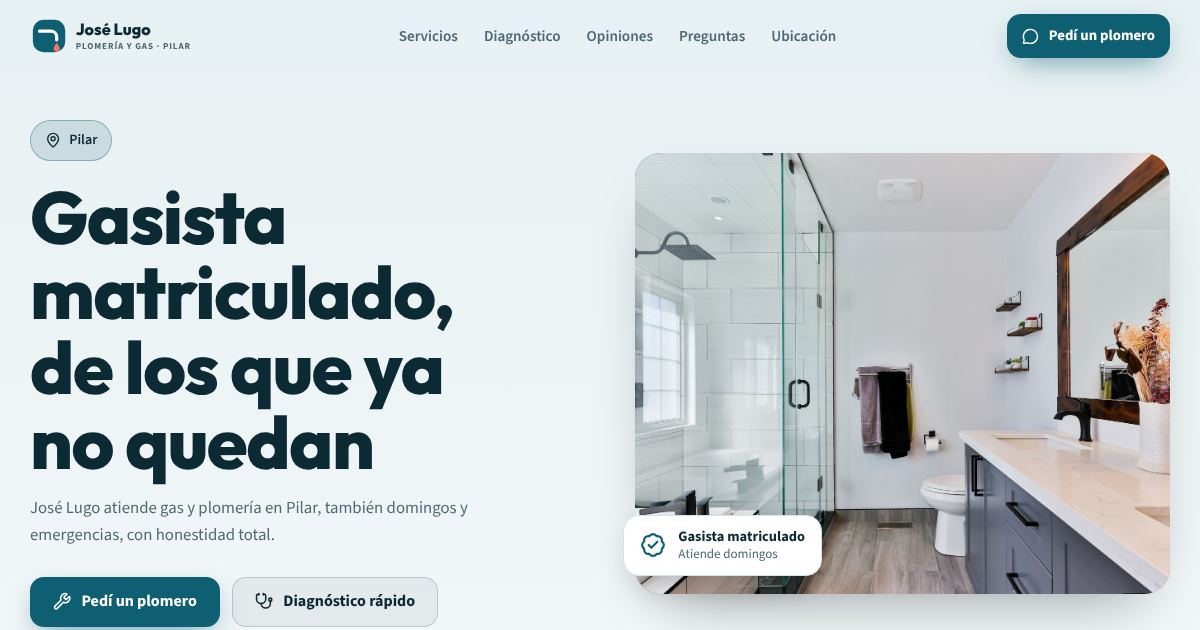 José Lugo
PLOMERÍA Y GAS · PILAR
Servicios
Diagnóstico
Opiniones
Preguntas
Ubicación
Pedí un plomero
Pilar
Gasista
matriculado,
de los que ya
no quedan
José Lugo atiende gas y plomería en Pilar, también domingos y
emergencias, con honestidad total.
Pedí un plomero
Diagnóstico rápido
Gasista matriculado
Atiende domingos